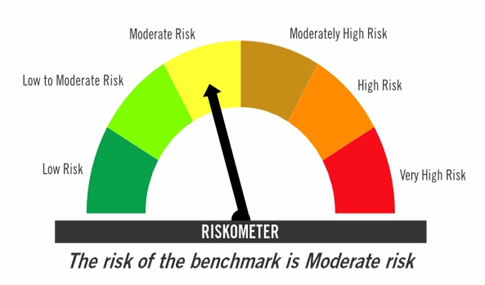 Moderate Risk
Moderately High Risk
Low to Moderate Risk
High Risk
Low Risk
Very High Risk
RISKOMETER
The risk of the benchmark is Moderate risk